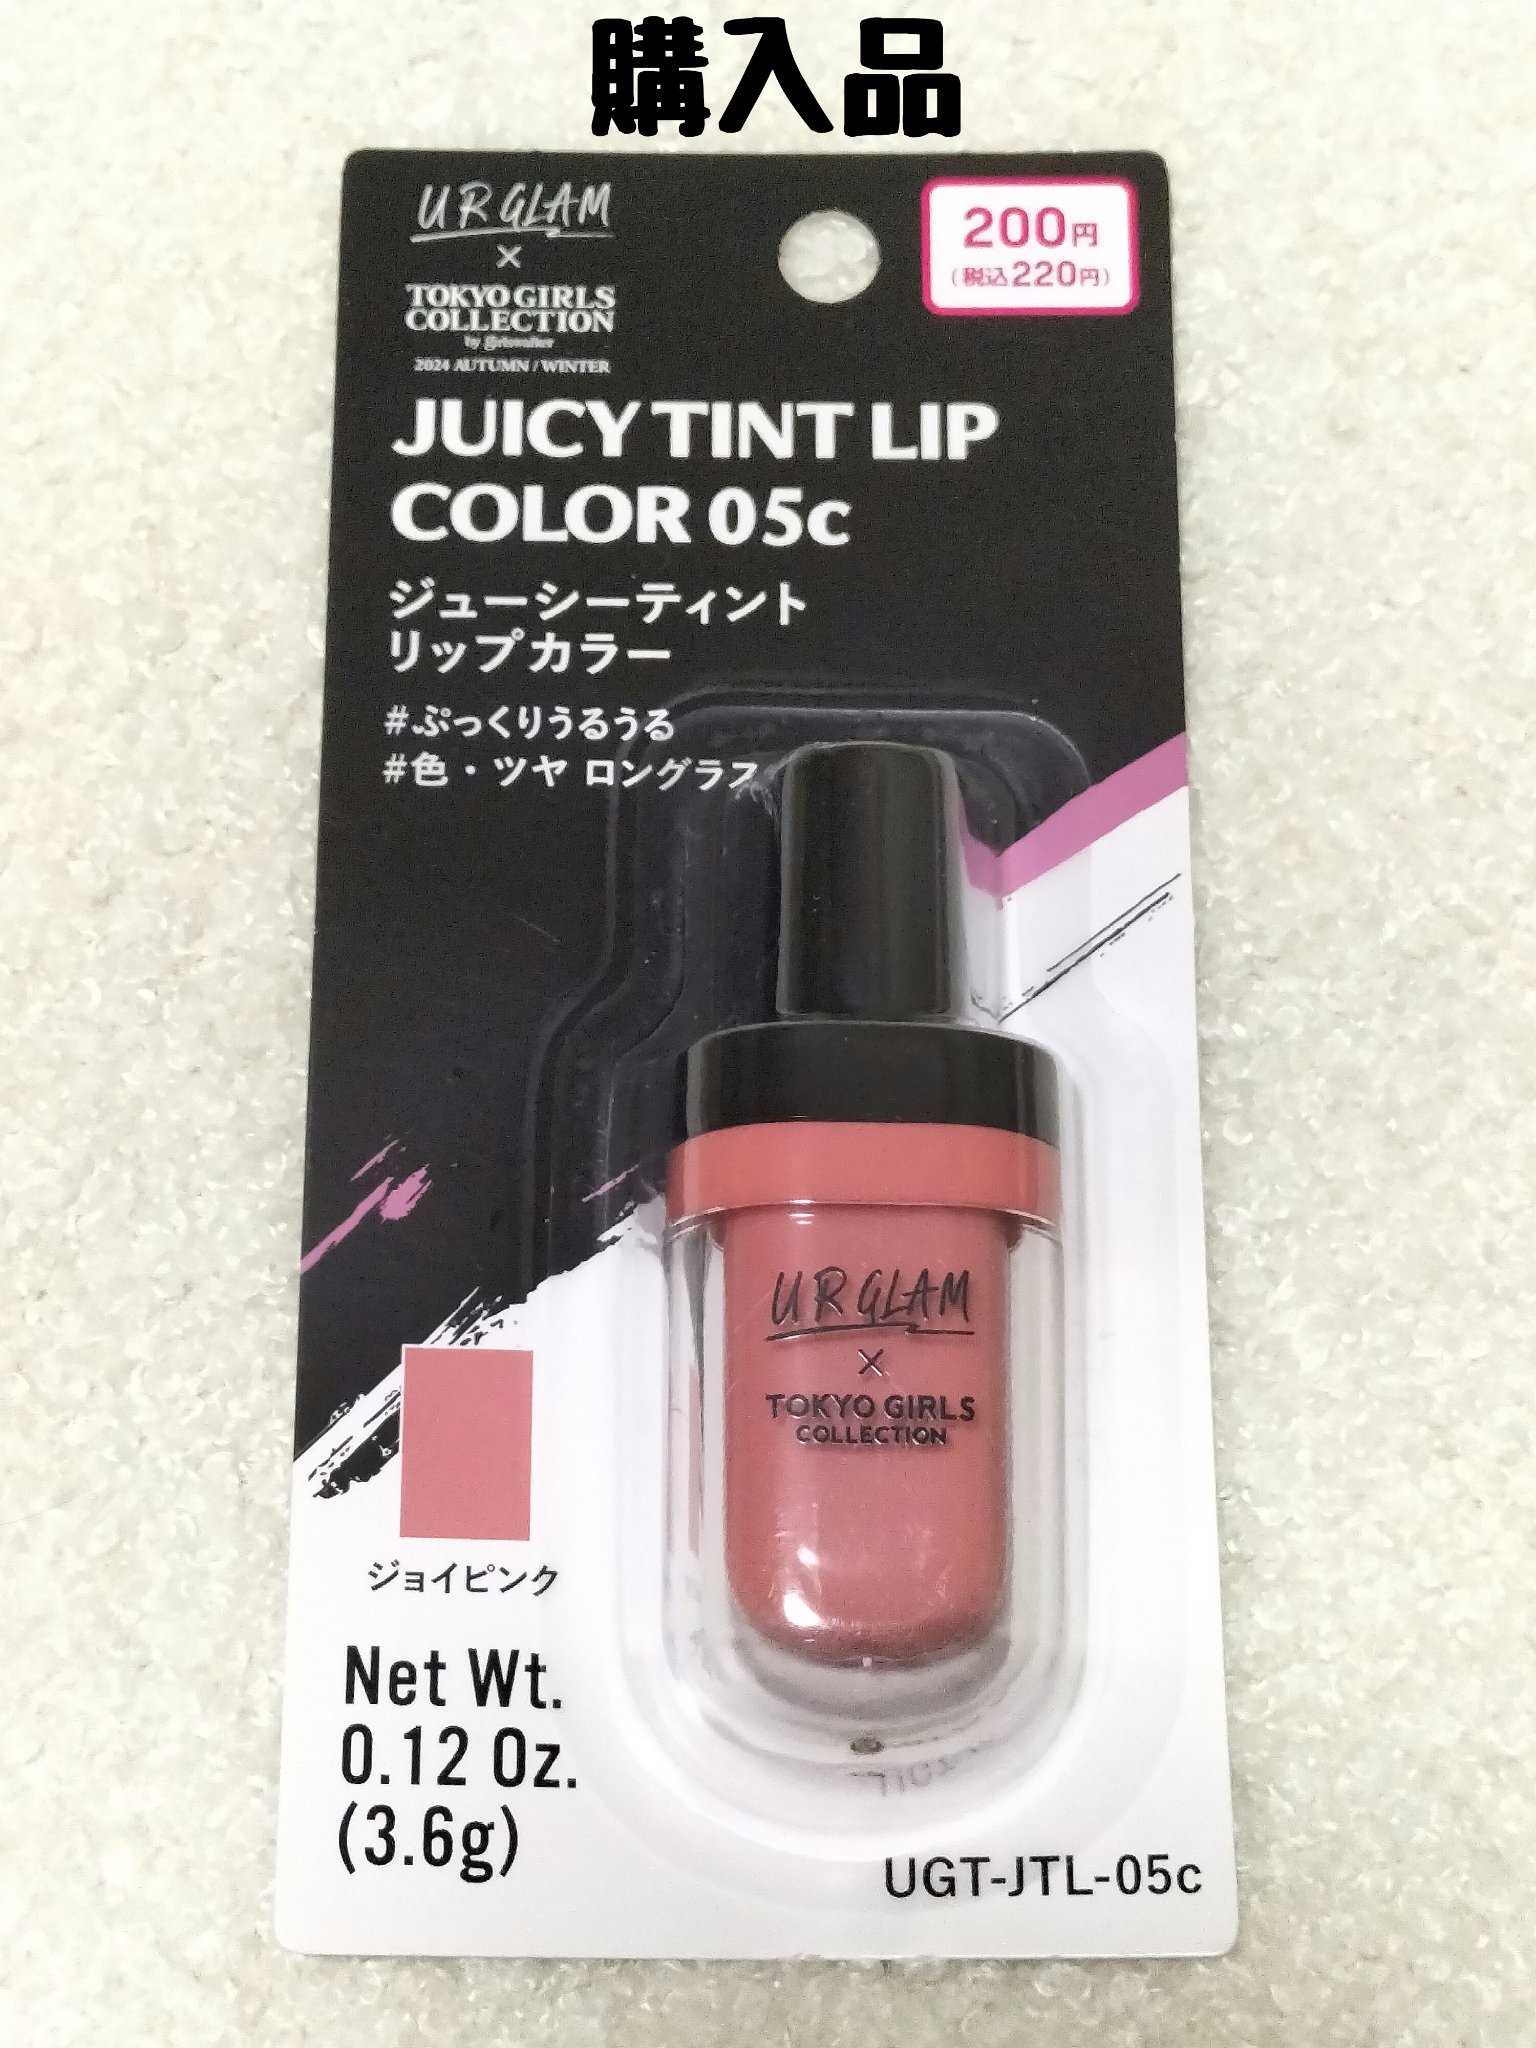 購入品
UR GLAM
×
TOKYO GIRLS
COLLECTION
by girlswalker
2024 AUTUMN / WINTER
200円
(税込220円)
JUICY TINT LIP
COLOR 05c
ジューシーティント
リップカラー
#ぷっくりうるうる
#色・ツヤ ロングラス
UR GLAM
×
TOKYO GIRLS
COLLECTION
ジョイピンク
Net Wt.
0.12 Oz.
(3.6g)
UGT-JTL-05c